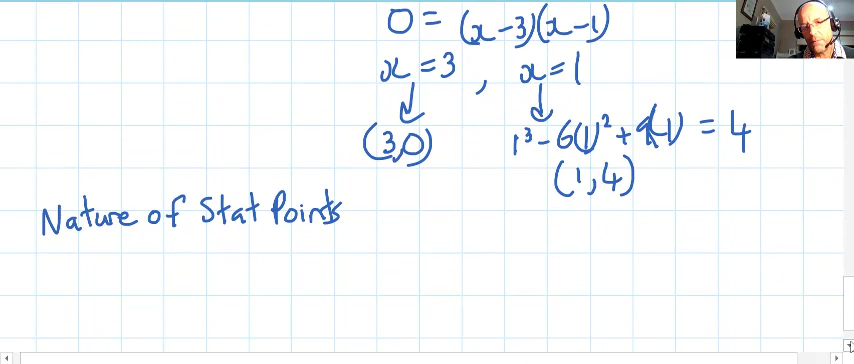 0 = (x-3)(x-1)
x = 3 , x = 1
(3,0) 1³ - 6(1)² + 9(1) = 4
(1,4)
Nature of Stat Points